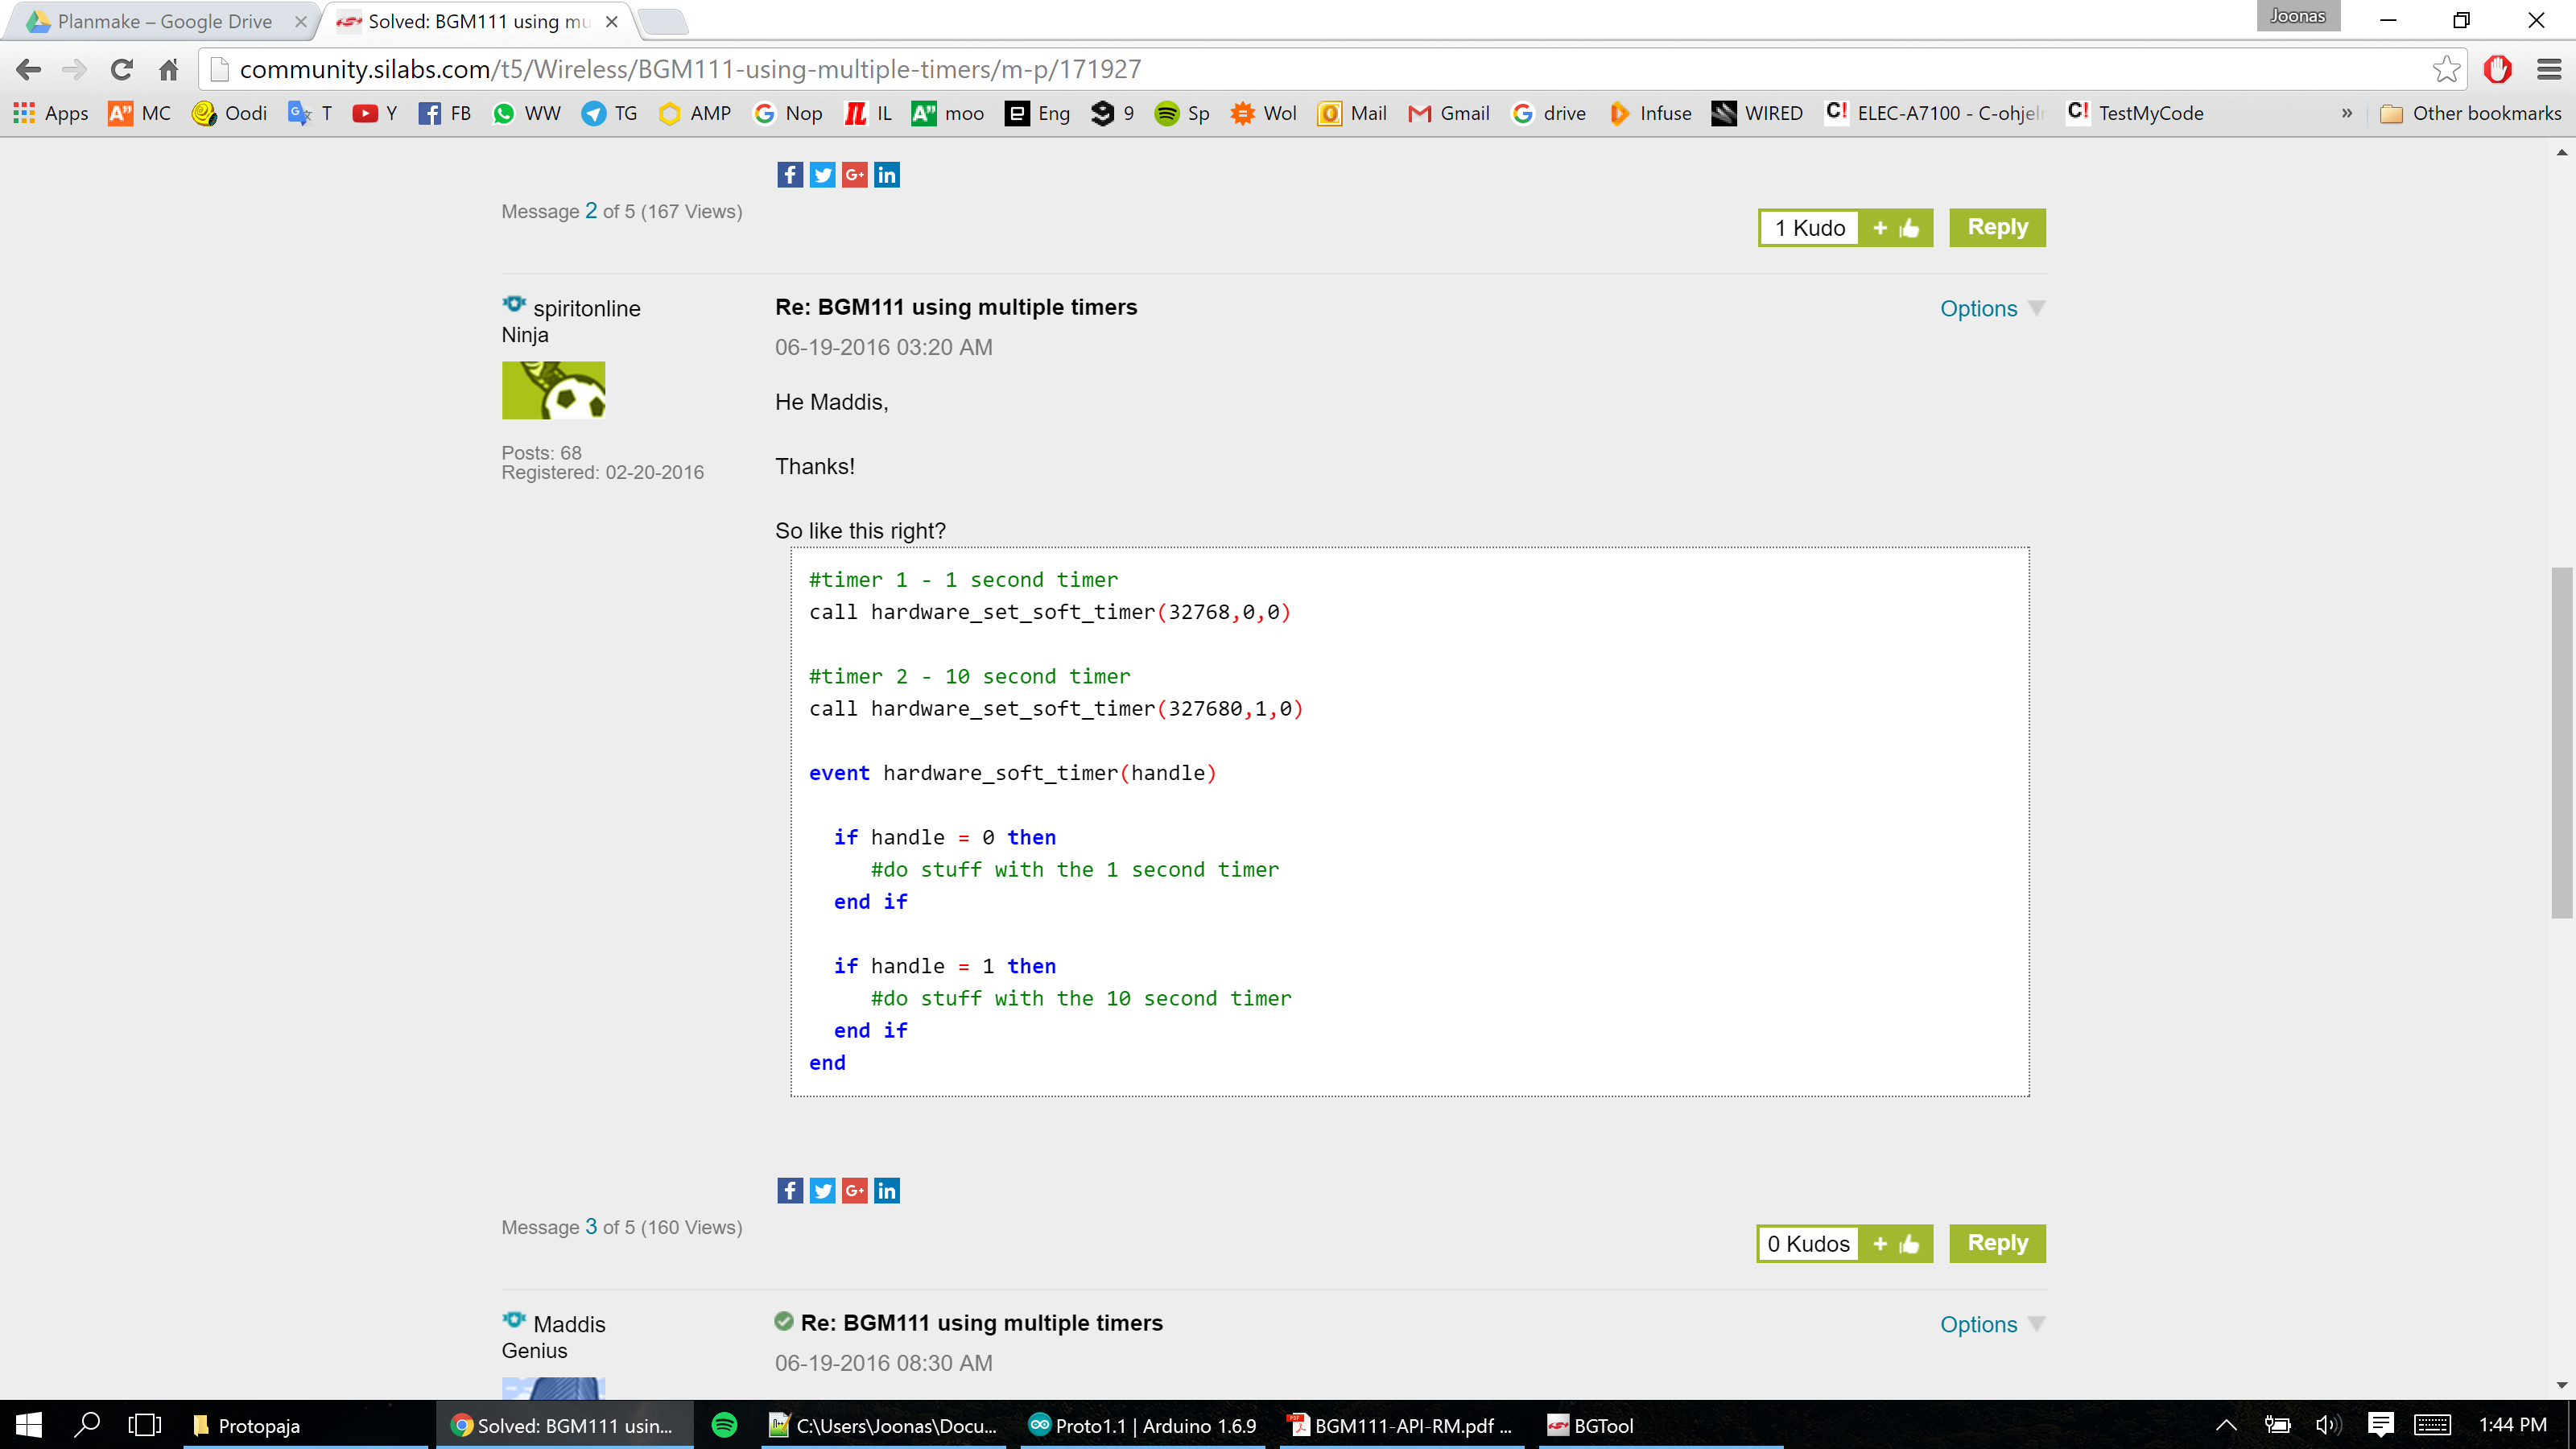 Planmake – Google Drive
Solved: BGM111 using mu
Joonas
community.silabs.com/t5/Wireless/BGM111-using-multiple-timers/m-p/171927
Apps MC Oodi T Y FB WW TG AMP Nop IL moo Eng 9 Sp Wol Mail Gmail drive Infuse WIRED ELEC-A7100 - C-ohjel TestMyCode » Other bookmarks
Message 2 of 5 (167 Views)
1 Kudo +
Reply
spiritonline
Ninja
Posts: 68
Registered: 02-20-2016
Re: BGM111 using multiple timers
Options
06-19-2016 03:20 AM
He Maddis,
Thanks!
So like this right?
#timer 1 - 1 second timer
call hardware_set_soft_timer(32768,0,0)
#timer 2 - 10 second timer
call hardware_set_soft_timer(327680,1,0)
event hardware_soft_timer(handle)
if handle = 0 then
#do stuff with the 1 second timer
end if
if handle = 1 then
#do stuff with the 10 second timer
end if
end
Message 3 of 5 (160 Views)
0 Kudos +
Reply
Maddis
Genius
Re: BGM111 using multiple timers
Options
06-19-2016 08:30 AM
Protopaja
Solved: BGM111 usin...
C:\Users\Joonas\Docu...
Proto1.1 | Arduino 1.6.9
BGM111-API-RM.pdf ...
BGTool
1:44 PM